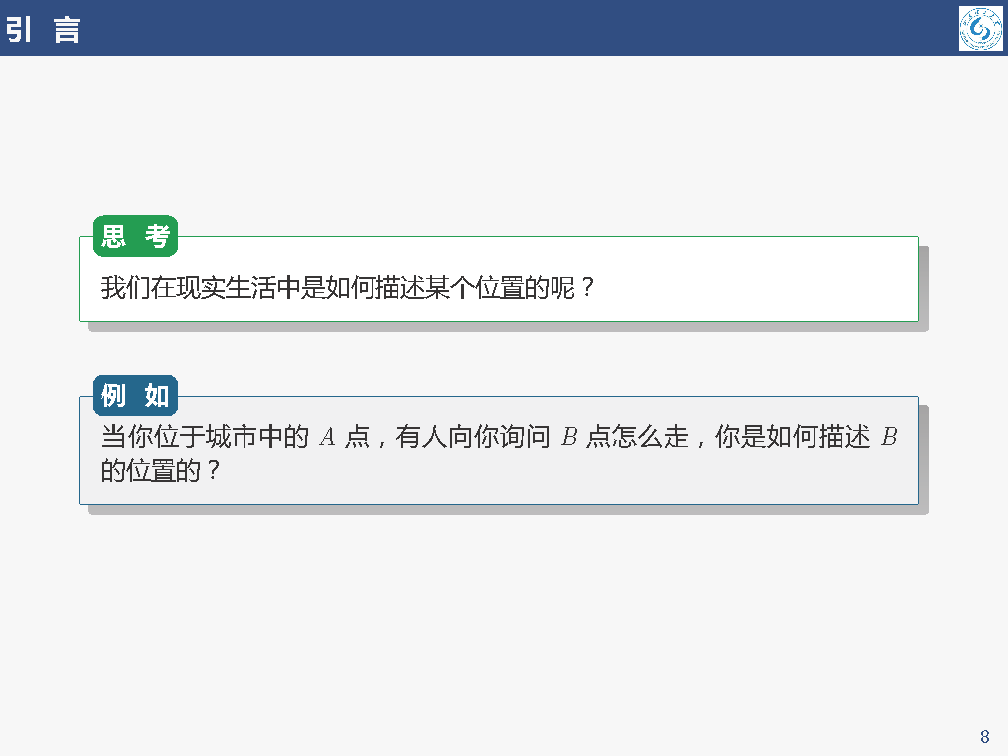 引 言
思 考
我们在现实生活中是如何描述某个位置的呢？
例 如
当你位于城市中的 A 点，有人向你询问 B 点怎么走，你是如何描述 B
的位置的？
8